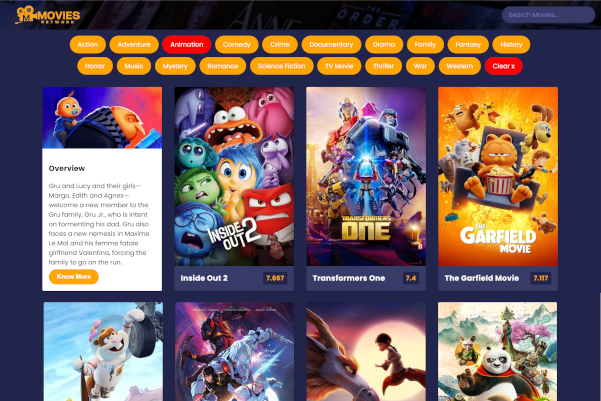 MOVIES
NETWORK
ANNE
THE
ORDER
Search Movies...
Action
Adventure
Animation
Comedy
Crime
Documentary
Drama
Family
Fantasy
History
Horror
Music
Mystery
Romance
Science Fiction
TV Movie
Thriller
War
Western
Clear x
Overview
Gru and Lucy and their girls—
Margo, Edith and Agnes—
welcome a new member to the
Gru family, Gru Jr., who is intent
on tormenting his dad. Gru also
faces a new nemesis in Maxime
Le Mal and his femme fatale
girlfriend Valentina, forcing the
family to go on the run.
Know More
INSIDE
OUT 2
Inside Out 2
7.667
TRANSFORMERS
ONE
Transformers One
7.4
THE
GARFIELD
MOVIE
The Garfield Movie
7.117